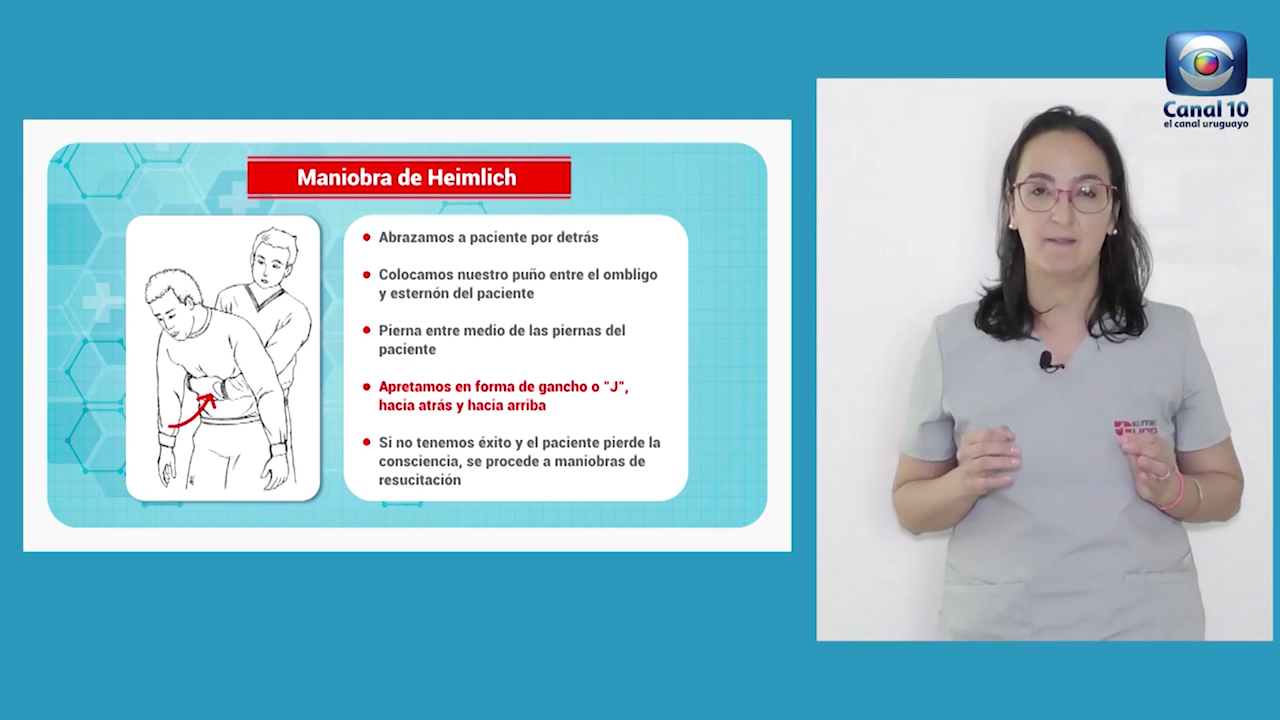 Canal 10
el canal uruguayo
Maniobra de Heimlich
Abrazamos a paciente por detrás
Colocamos nuestro puño entre el ombligo
y esternón del paciente
Pierna entre medio de las piernas del
paciente
Apretamos en forma de gancho o "J",
hacia atrás y hacia arriba
Si no tenemos éxito y el paciente pierde la
consciencia, se procede a maniobras de
resucitación